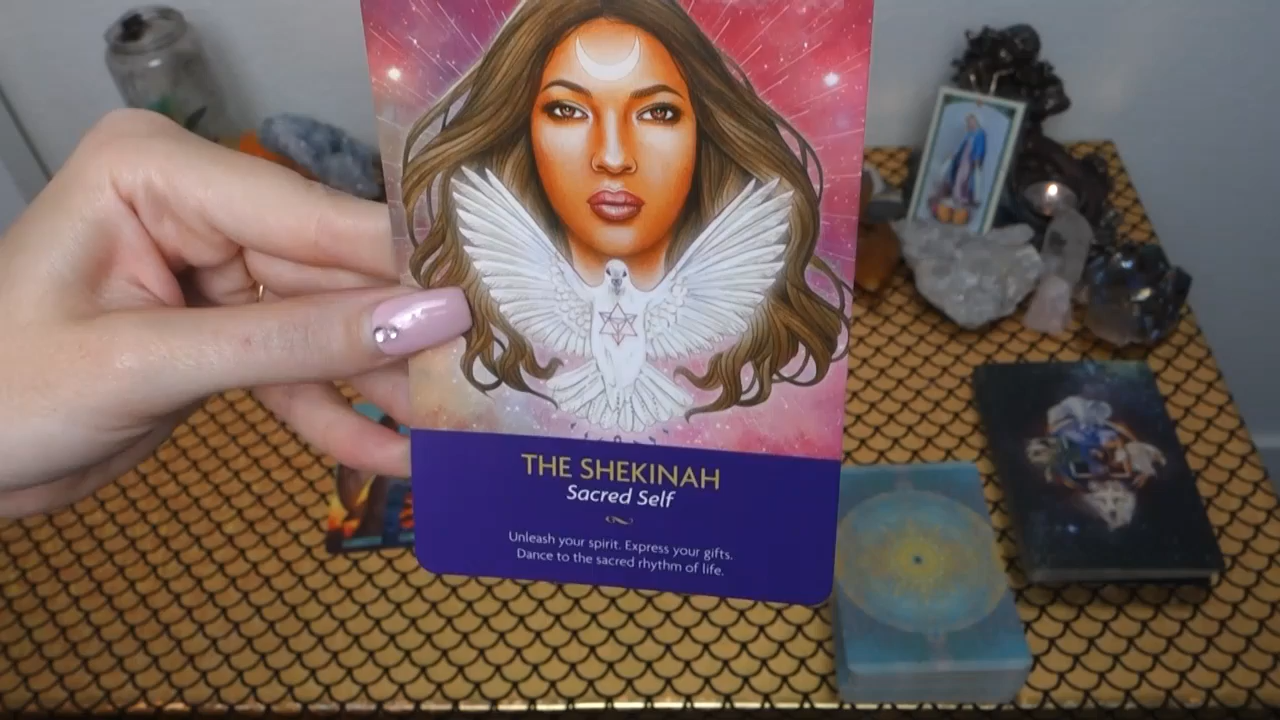 THE SHEKINAH
Sacred Self
Unleash your spirit. Express your gifts.
Dance to the sacred rhythm of life.